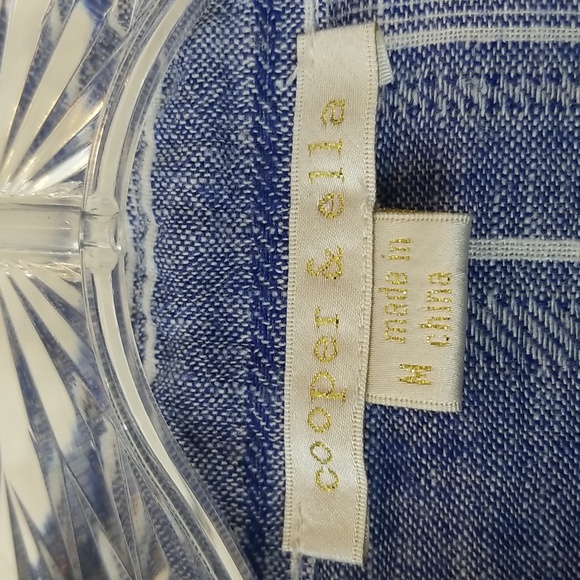 cooper & ella
M
made in
china